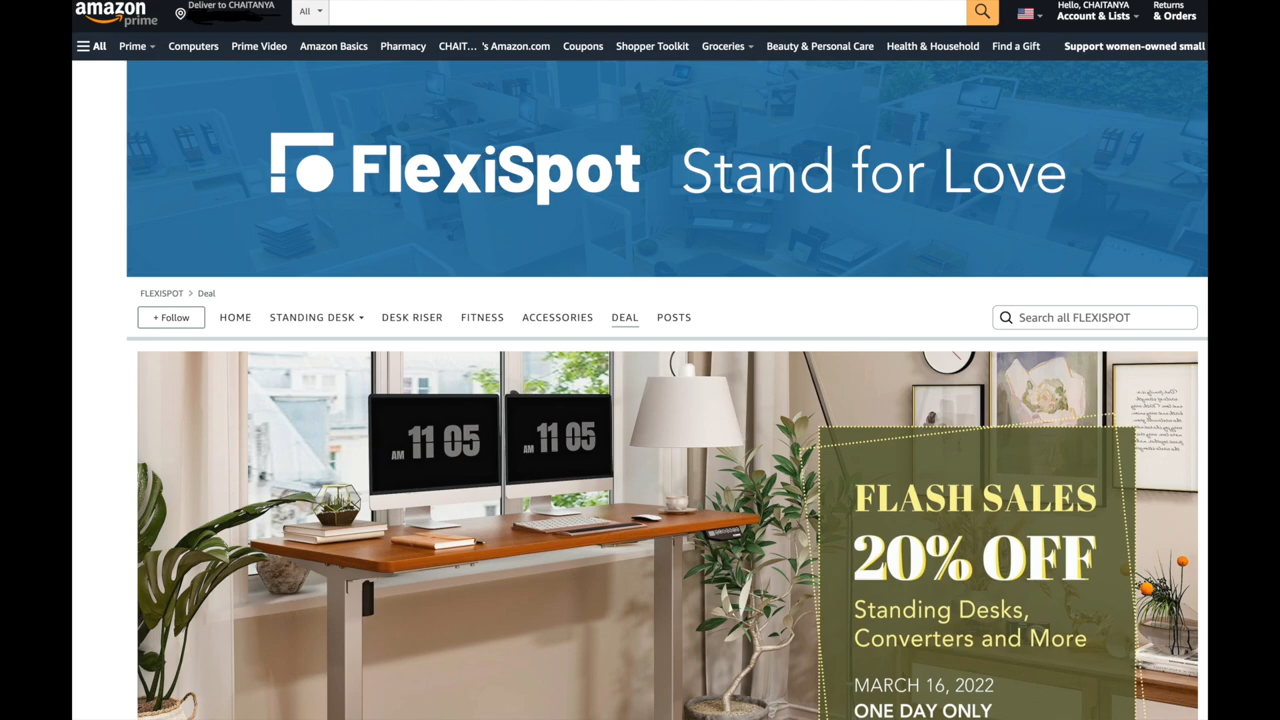 amazon
prime
Deliver to CHAITANYA
All
Hello, CHAITANYA
Account & Lists
Returns
& Orders
All Prime Computers Prime Video Amazon Basics Pharmacy CHAIT... 's Amazon.com Coupons Shopper Toolkit Groceries Beauty & Personal Care Health & Household Find a Gift Support women-owned small
FlexiSpot Stand for Love
FLEXISPOT > Deal
+ Follow HOME STANDING DESK DESK RISER FITNESS ACCESSORIES DEAL POSTS Search all FLEXISPOT
AM 11 05
AM 11 05
FLASH SALES
20% OFF
Standing Desks,
Converters and More
MARCH 16, 2022
ONE DAY ONLY